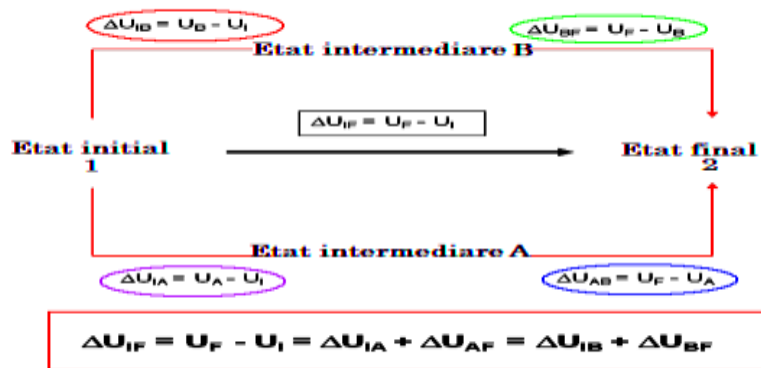 ΔU_IB = U_B - U_I
ΔU_BF = U_F - U_B
Etat intermediare B
ΔU_IF = U_F - U_I
Etat initial
1
Etat final
2
Etat intermediare A
ΔU_IA = U_A - U_I
ΔU_AB = U_F - U_A
ΔU_IF = U_F - U_I = ΔU_IA + ΔU_AF = ΔU_IB + ΔU_BF